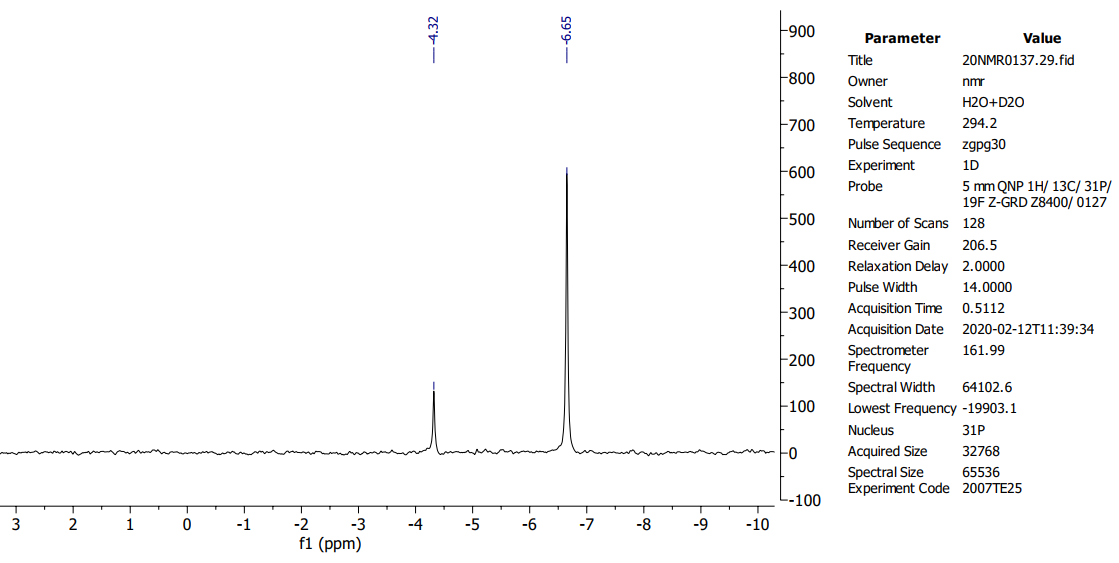 -4.32
-6.65
900
800
700
600
500
400
300
200
100
0
-100
3 2 1 0 -1 -2 -3 -4 -5 -6 -7 -8 -9 -10
f1 (ppm)
Parameter Value
Title 20NMR0137.29.fid
Owner nmr
Solvent H2O+D2O
Temperature 294.2
Pulse Sequence zgpg30
Experiment 1D
Probe 5 mm QNP 1H/ 13C/ 31P/
19F Z-GRD Z8400/ 0127
Number of Scans 128
Receiver Gain 206.5
Relaxation Delay 2.0000
Pulse Width 14.0000
Acquisition Time 0.5112
Acquisition Date 2020-02-12T11:39:34
Spectrometer 161.99
Frequency
Spectral Width 64102.6
Lowest Frequency -19903.1
Nucleus 31P
Acquired Size 32768
Spectral Size 65536
Experiment Code 2007TE25